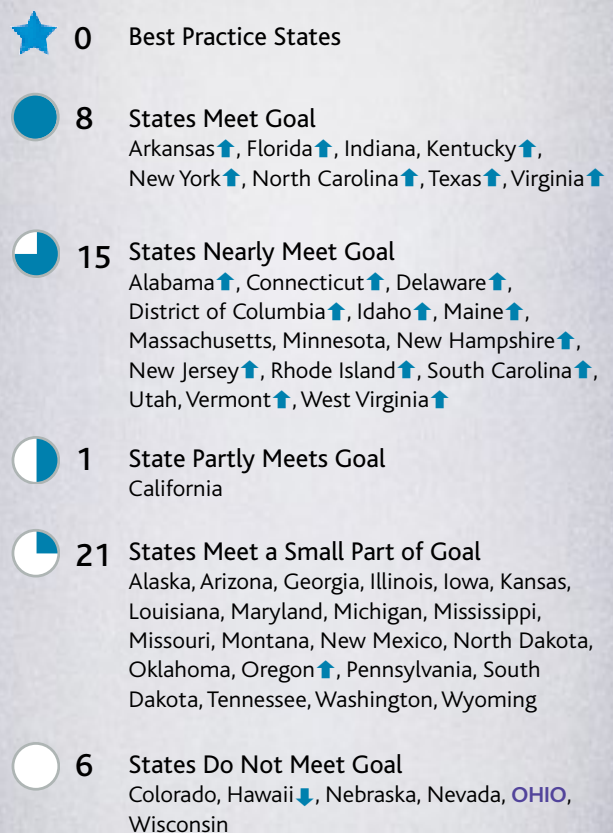 0 Best Practice States
8 States Meet Goal
Arkansas⬆, Florida⬆, Indiana, Kentucky⬆,
New York⬆, North Carolina⬆, Texas⬆, Virginia⬆
15 States Nearly Meet Goal
Alabama⬆, Connecticut⬆, Delaware⬆,
District of Columbia⬆, Idaho⬆, Maine⬆,
Massachusetts, Minnesota, New Hampshire⬆,
New Jersey⬆, Rhode Island⬆, South Carolina⬆,
Utah, Vermont⬆, West Virginia⬆
1 State Partly Meets Goal
California
21 States Meet a Small Part of Goal
Alaska, Arizona, Georgia, Illinois, Iowa, Kansas,
Louisiana, Maryland, Michigan, Mississippi,
Missouri, Montana, New Mexico, North Dakota,
Oklahoma, Oregon⬆, Pennsylvania, South
Dakota, Tennessee, Washington, Wyoming
6 States Do Not Meet Goal
Colorado, Hawaii⬇, Nebraska, Nevada, OHIO,
Wisconsin